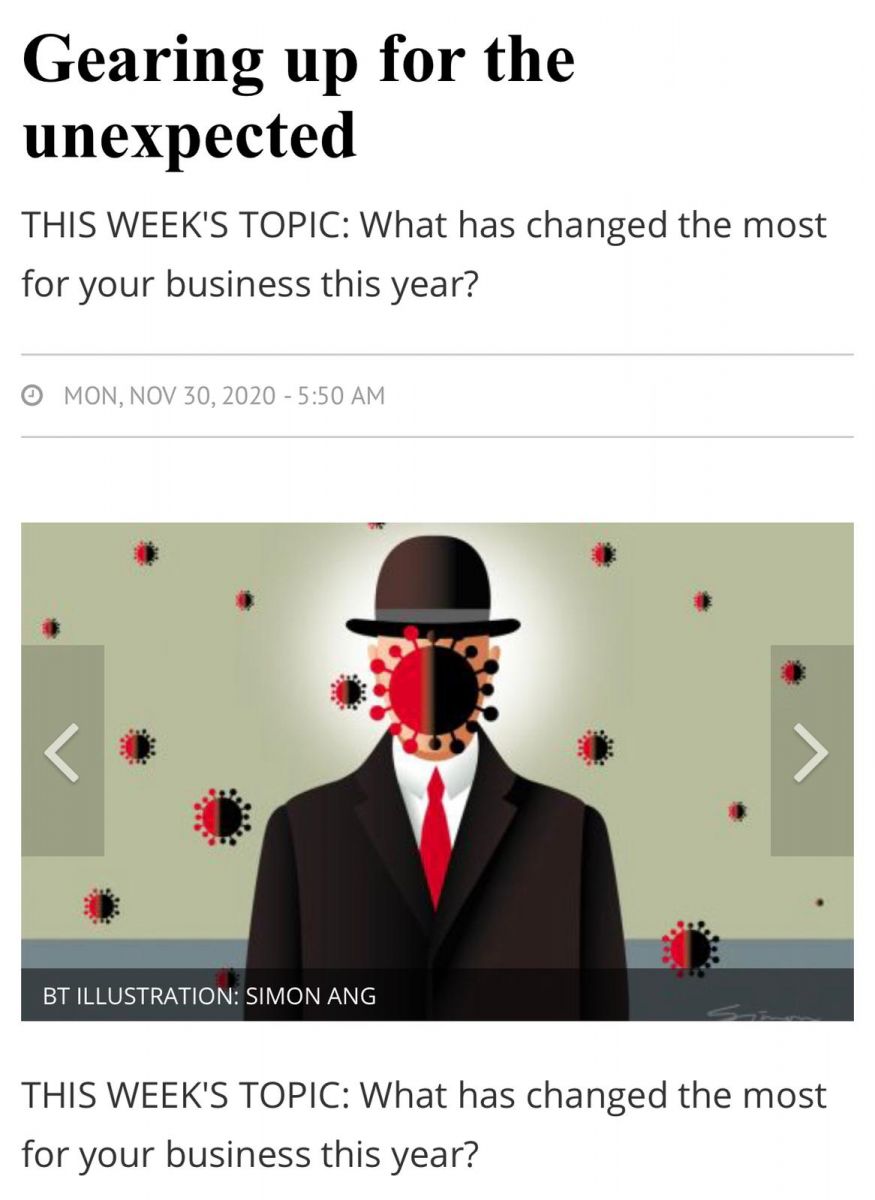 Gearing up for the
unexpected
THIS WEEK'S TOPIC: What has changed the most
for your business this year?
MON, NOV 30, 2020 - 5:50 AM
BT ILLUSTRATION: SIMON ANG
Simon
THIS WEEK'S TOPIC: What has changed the most
for your business this year?